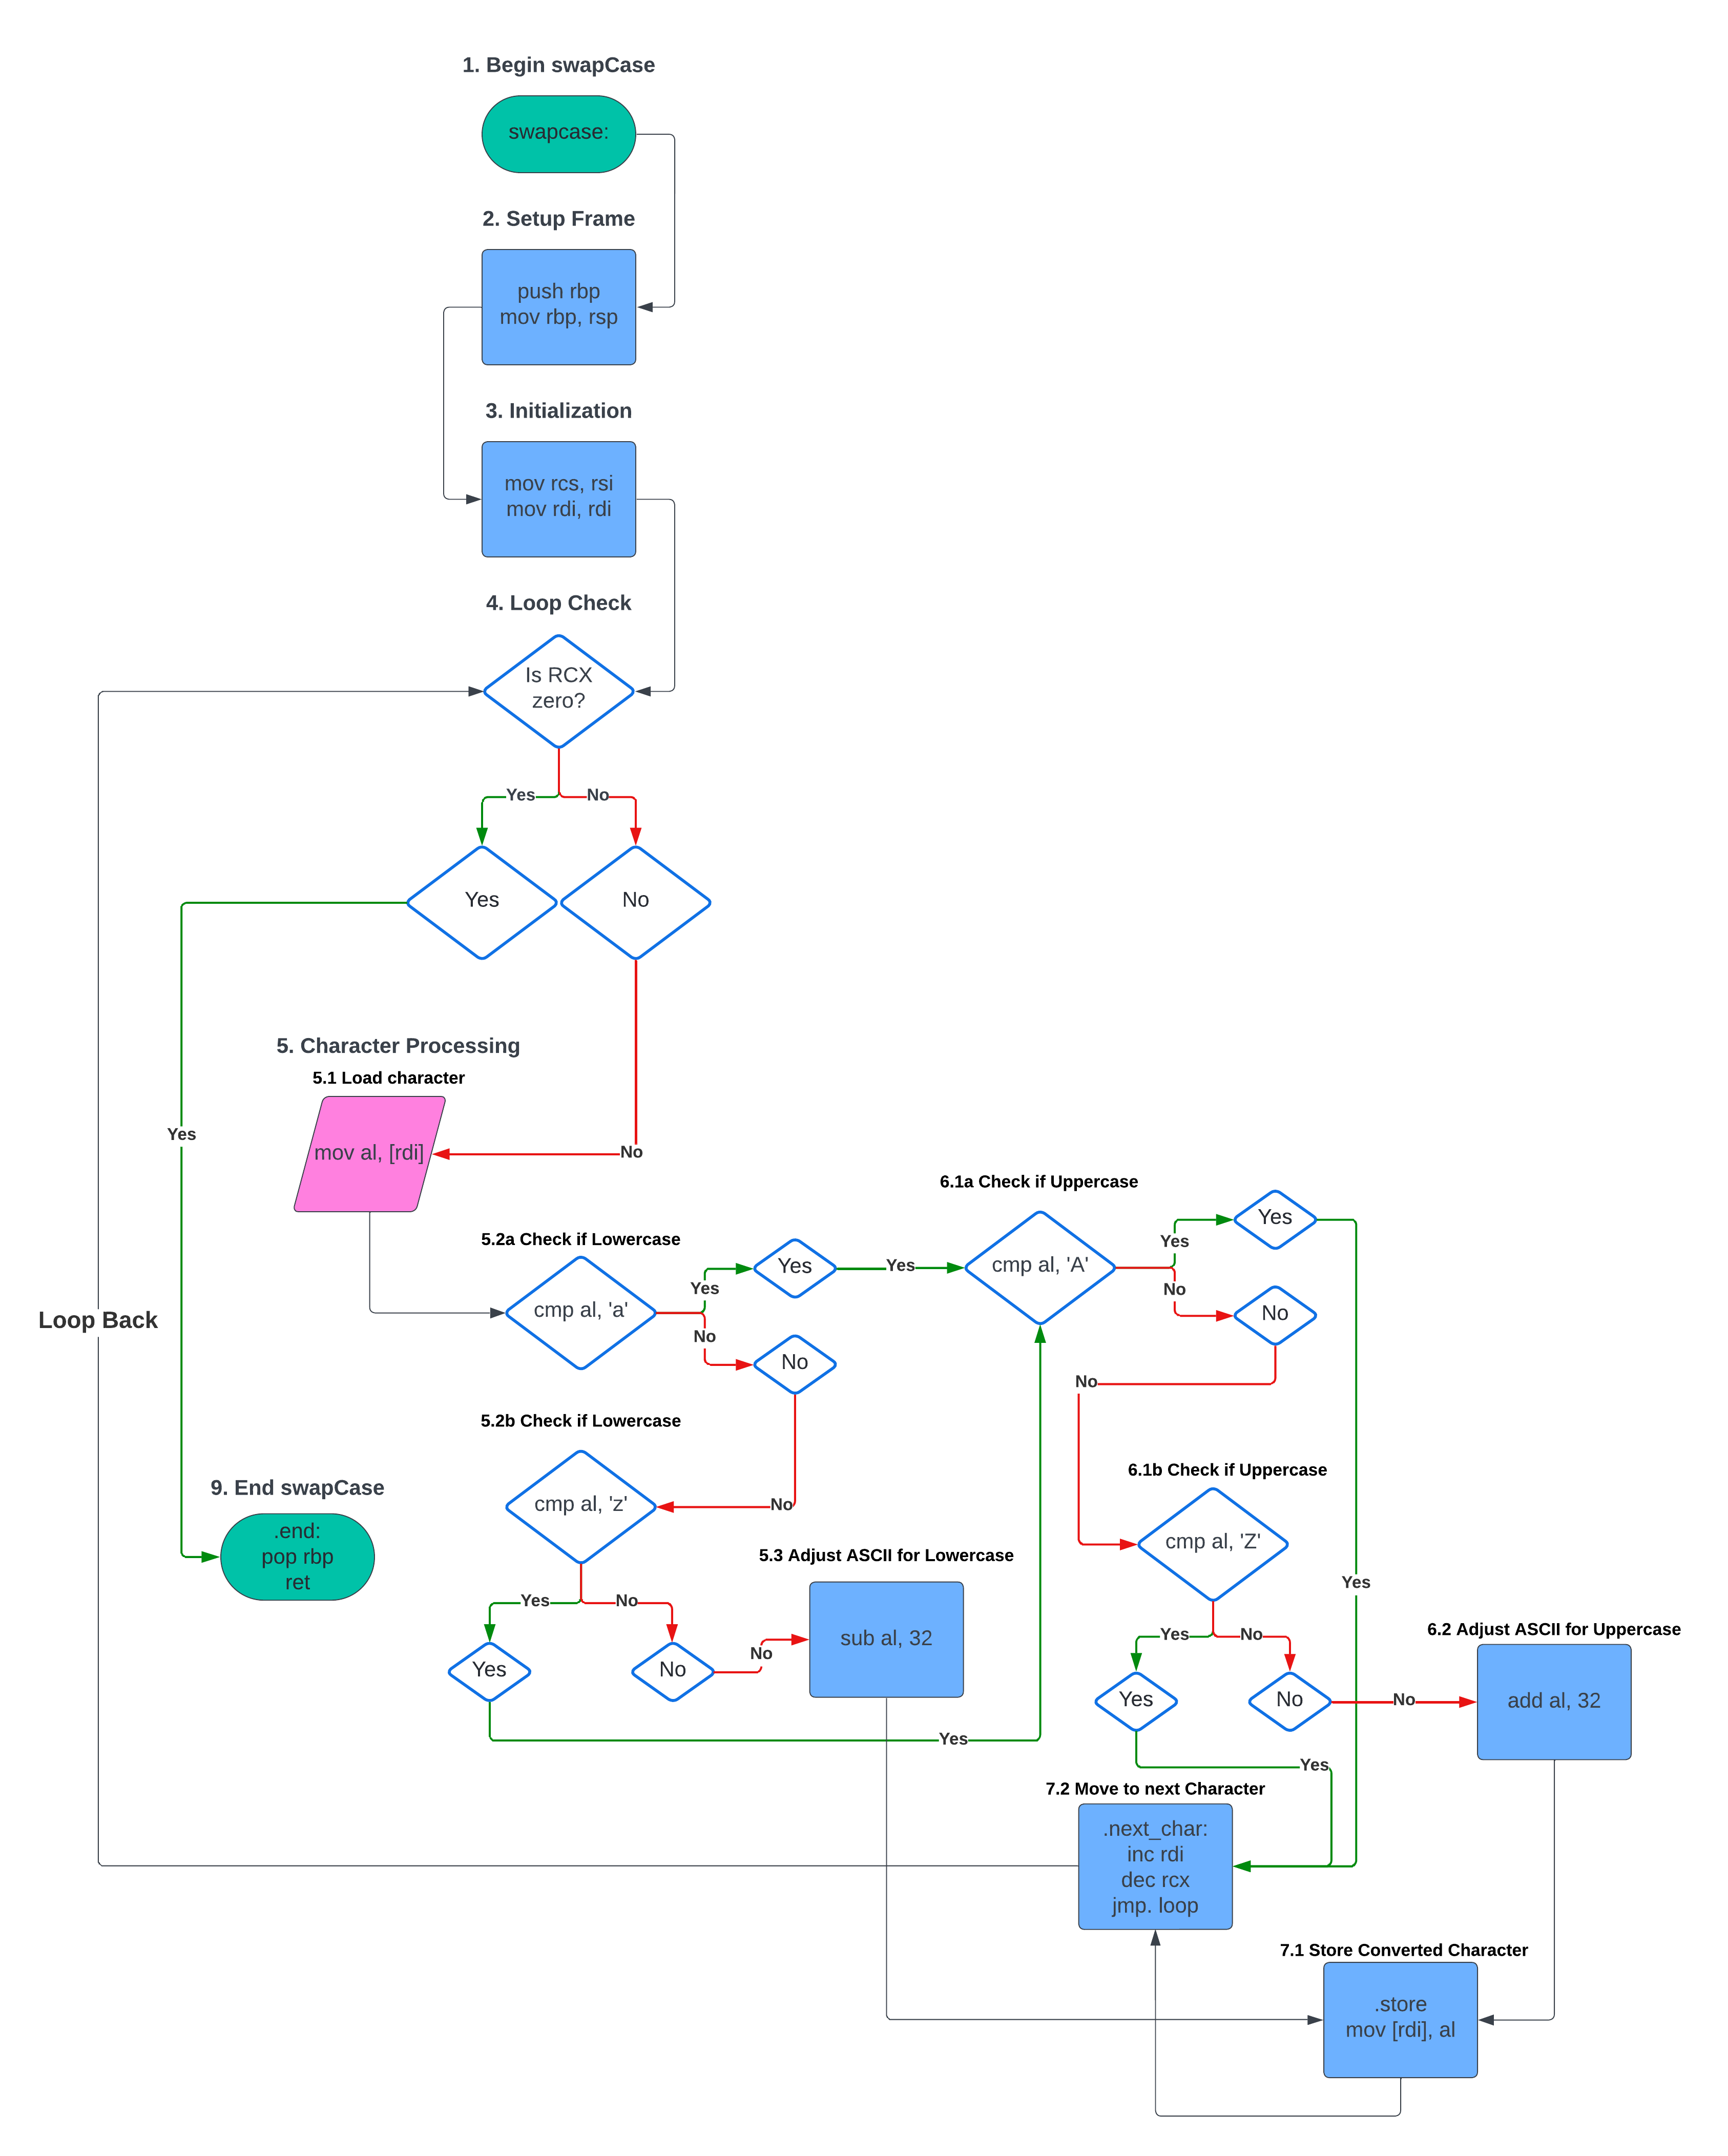 1. Begin swapCase
swapcase:
2. Setup Frame
push rbp
mov rbp, rsp
3. Initialization
mov rcs, rsi
mov rdi, rdi
4. Loop Check
Is RCX
zero?
Yes
No
Yes
No
5. Character Processing
5.1 Load character
mov al, [rdi]
Yes
No
Loop Back
5.2a Check if Lowercase
cmp al, 'a'
Yes
No
Yes
No
Yes
5.2b Check if Lowercase
cmp al, 'z'
No
Yes
No
Yes
No
No
Yes
5.3 Adjust ASCII for Lowercase
sub al, 32
6.1a Check if Uppercase
cmp al, 'A'
Yes
No
Yes
No
No
Yes
6.1b Check if Uppercase
cmp al, 'Z'
Yes
No
Yes
No
No
Yes
6.2 Adjust ASCII for Uppercase
add al, 32
7.2 Move to next Character
.next_char:
inc rdi
dec rcx
jmp. loop
7.1 Store Converted Character
.store
mov [rdi], al
9. End swapCase
.end:
pop rbp
ret